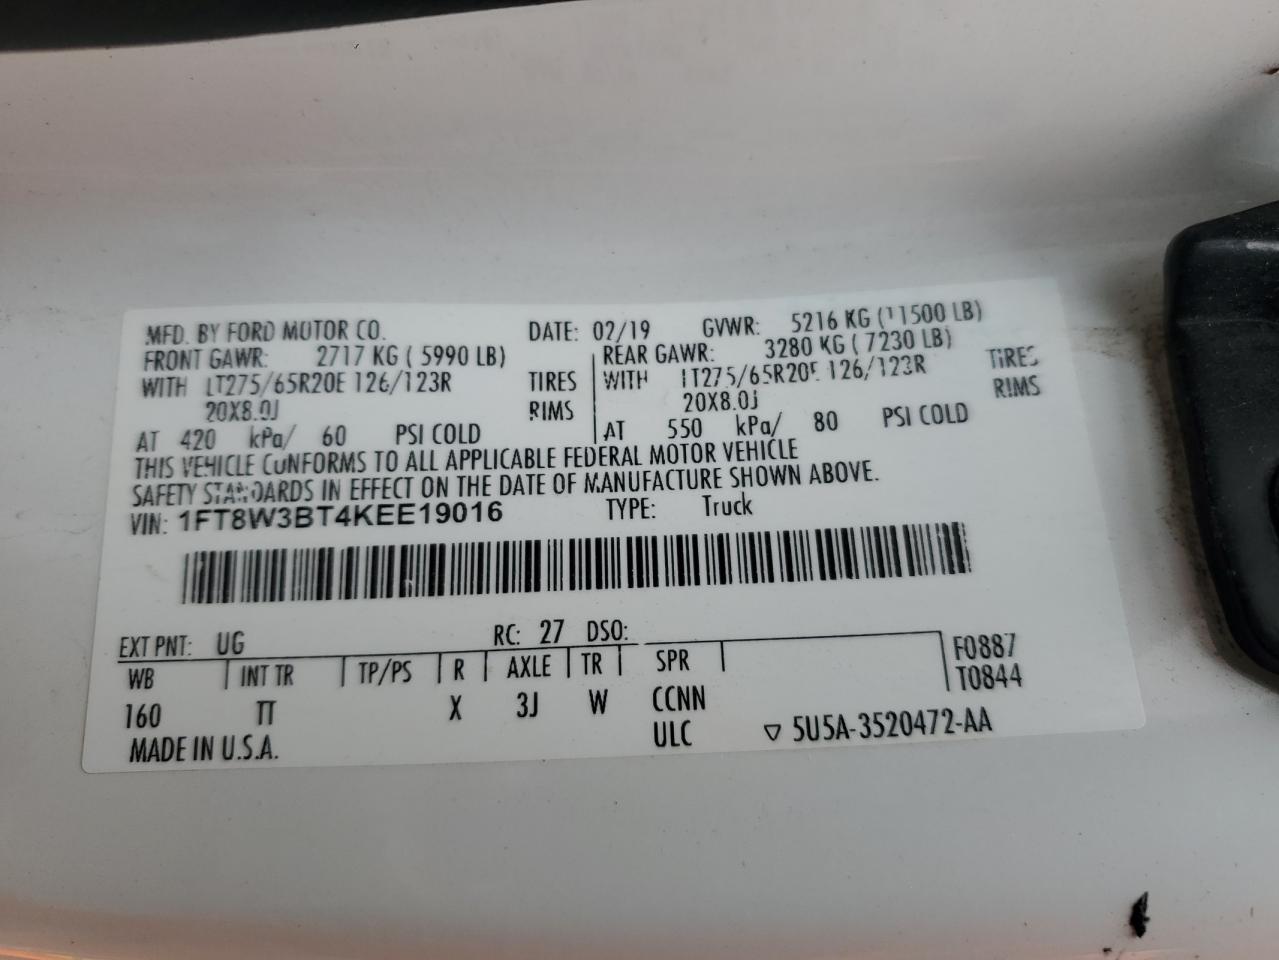 MFD. BY FORD MOTOR CO. DATE: 02/19 GVWR: 5216 KG (11500 LB)
FRONT GAWR: 2717 KG ( 5990 LB) REAR GAWR: 3280 KG ( 7230 LB)
WITH LT275/65R20E 126/123R TIRES WITH LT275/65R20E 126/123R TIRES
20X8.0J RIMS 20X8.0J RIMS
AT 420 kPa/ 60 PSI COLD AT 550 kPa/ 80 PSI COLD
THIS VEHICLE CONFORMS TO ALL APPLICABLE FEDERAL MOTOR VEHICLE
SAFETY STANDARDS IN EFFECT ON THE DATE OF MANUFACTURE SHOWN ABOVE.
VIN: 1FT8W3BT4KEE19016 TYPE: Truck
EXT PNT: UG RC: 27 DSO: F0887
WB INT TR TP/PS R AXLE TR SPR T0844
160 TT X 3J W CCNN
MADE IN U.S.A. ULC ▽ 5U5A-3520472-AA